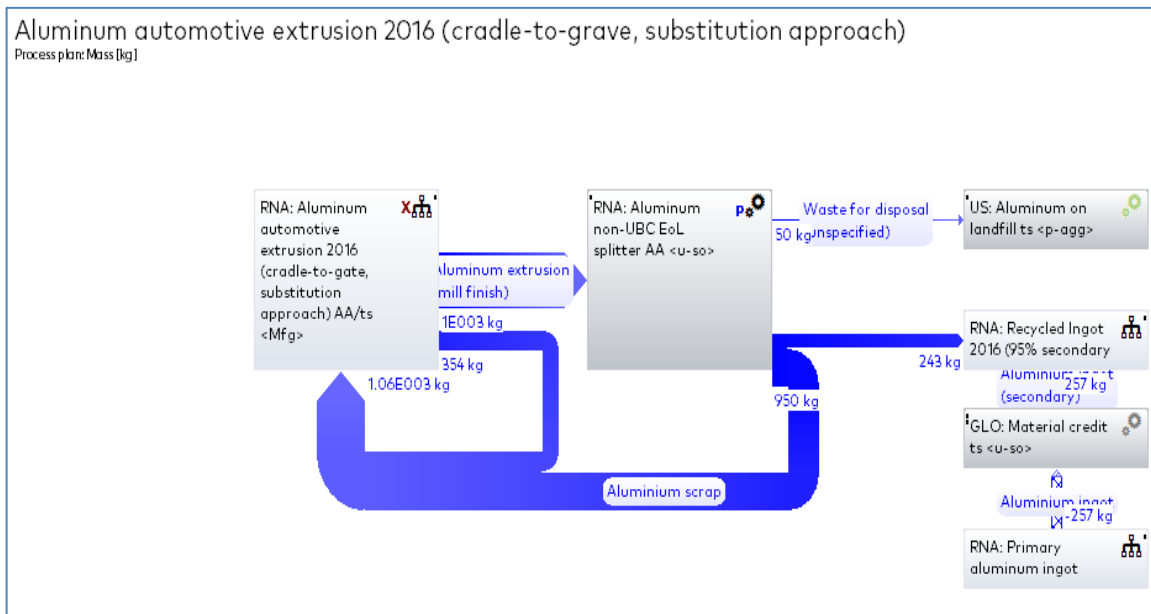 Aluminum automotive extrusion 2016 (cradle-to-grave, substitution approach)
Process plan: Mass [kg]
RNA: Aluminum
automotive
extrusion 2016
(cradle-to-gate,
substitution
approach) AA/ts
<Mfg>
X
Aluminum extrusion
(mill finish)
1E003 kg
354 kg
1.06E003 kg
RNA: Aluminum
non-UBC EoL
splitter AA <u-so>
p
Waste for disposal
(unspecified)
50 kg
US: Aluminum on
landfill ts <p-agg>
950 kg
243 kg
Aluminium scrap
RNA: Recycled Ingot
2016 (95% secondary
Aluminium ingot
(secondary)
257 kg
GLO: Material credit
ts <u-so>
Aluminium ingot
-257 kg
RNA: Primary
aluminum ingot